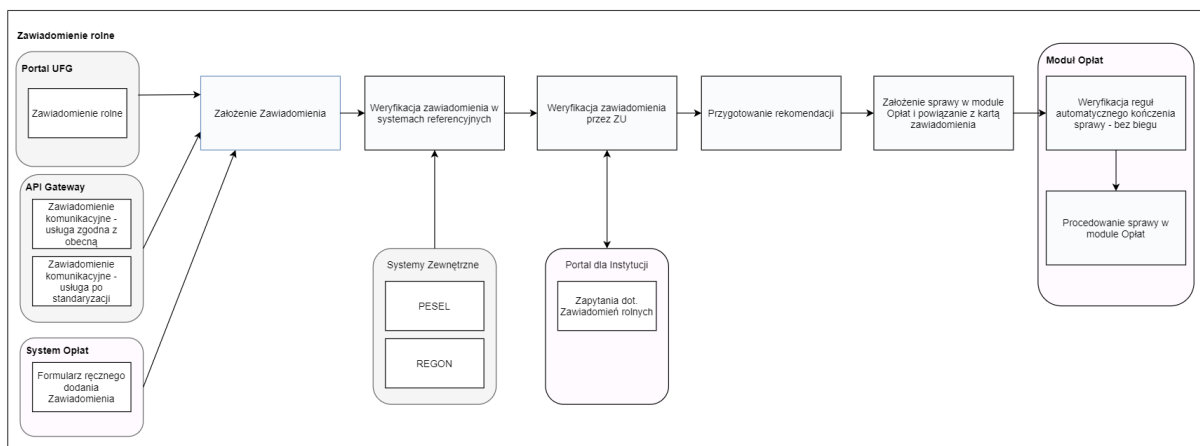 Zawiadomienie rolne
Portal UFG
Zawiadomienie rolne
API Gateway
Zawiadomienie
komunikacyjne -
usługa zgodna z
obecną
Zawiadomienie
komunikacyjne -
usługa po
standaryzacji
System Opłat
Formularz ręcznego
dodania
Zawiadomienia
Założenie Zawiadomienia
Weryfikacja zawiadomienia w
systemach referencyjnych
Systemy Zewnętrzne
PESEL
REGON
Weryfikacja zawiadomienia
przez ZU
Portal dla Instytucji
Zapytania dot.
Zawiadomień rolnych
Przygotowanie rekomendacji
Założenie sprawy w module
Opłat i powiązanie z kartą
zawiadomienia
Moduł Opłat
Weryfikacja reguł
automatycznego kończenia
sprawy - bez biegu
Procedowanie sprawy w
module Opłat